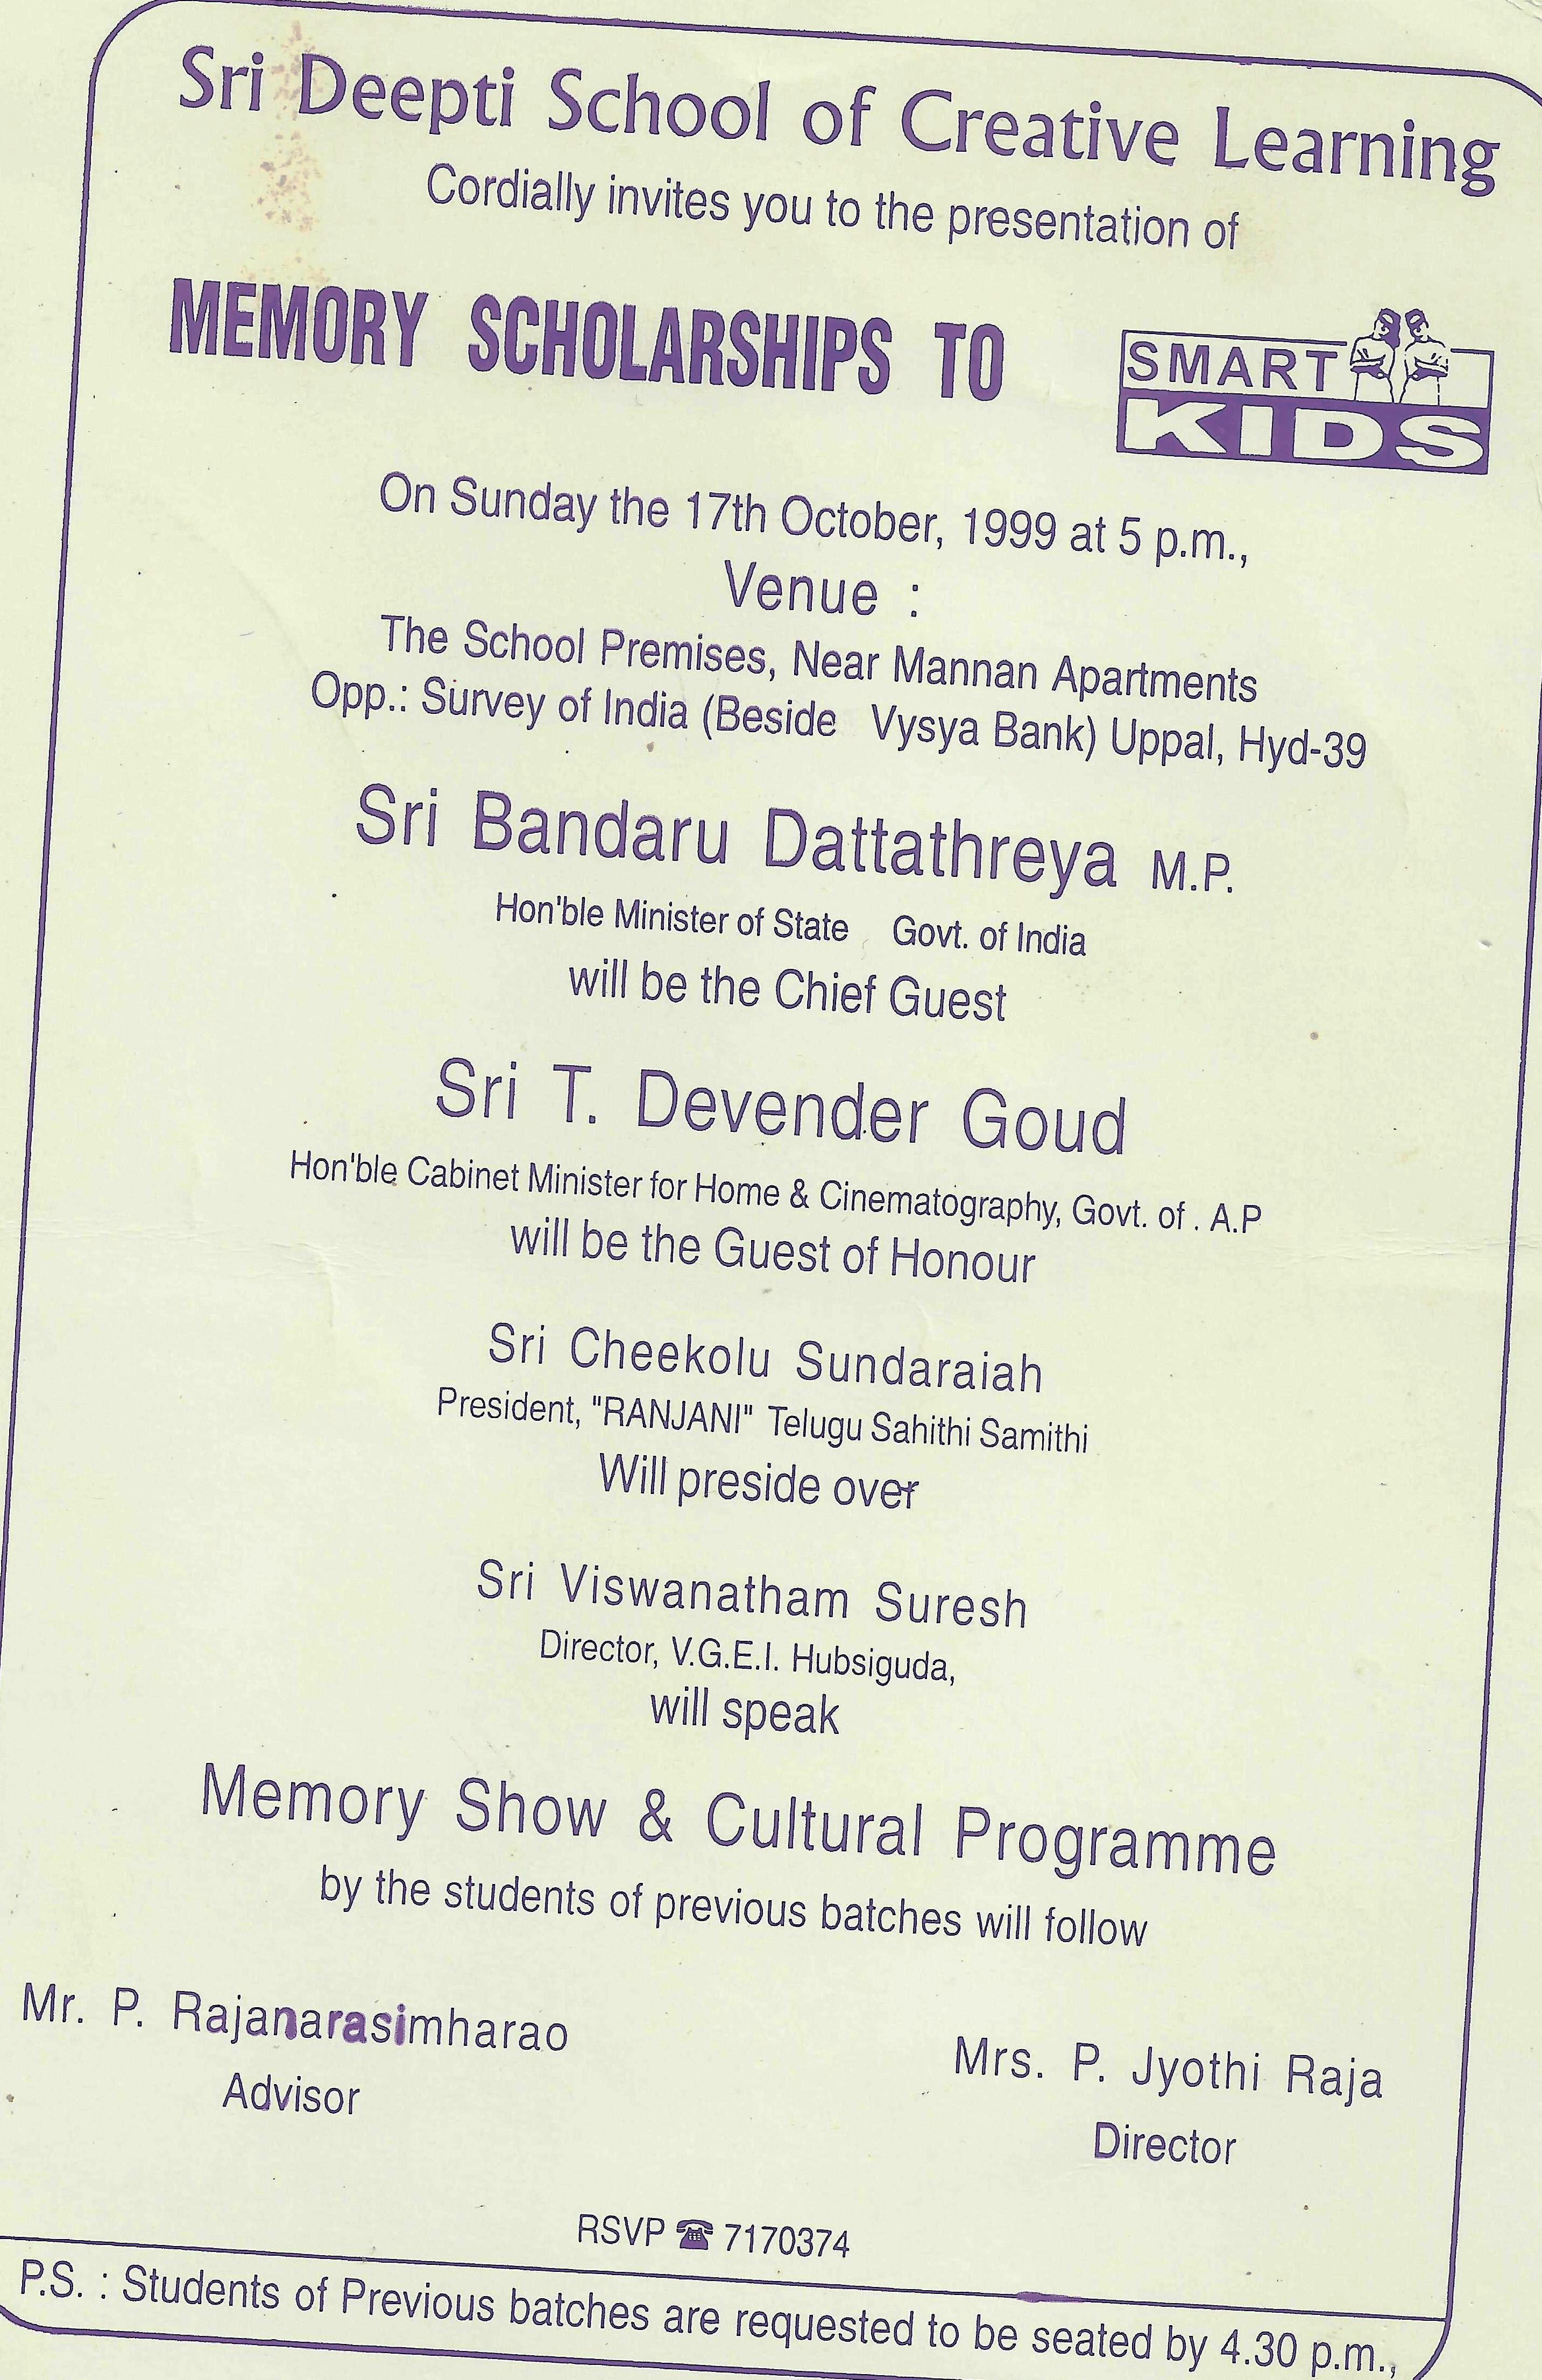 Sri Deepti School of Creative Learning
Cordially invites you to the presentation of
MEMORY SCHOLARSHIPS TO
SMART
KIDS
On Sunday the 17th October, 1999 at 5 p.m.,
Venue :
The School Premises, Near Mannan Apartments
Opp.: Survey of India (Beside Vysya Bank) Uppal, Hyd-39
Sri Bandaru Dattathreya M.P.
Hon'ble Minister of State Govt. of India
will be the Chief Guest
Sri T. Devender Goud
Hon'ble Cabinet Minister for Home & Cinematography, Govt. of . A.P
will be the Guest of Honour
Sri Cheekolu Sundaraiah
President, "RANJANI" Telugu Sahithi Samithi
Will preside over
Sri Viswanatham Suresh
Director, V.G.E.I. Hubsiguda,
will speak
Memory Show & Cultural Programme
by the students of previous batches will follow
Mr. P. Rajanarasimharao
Advisor
Mrs. P. Jyothi Raja
Director
RSVP ☎ 7170374
P.S. : Students of Previous batches are requested to be seated by 4.30 p.m.,